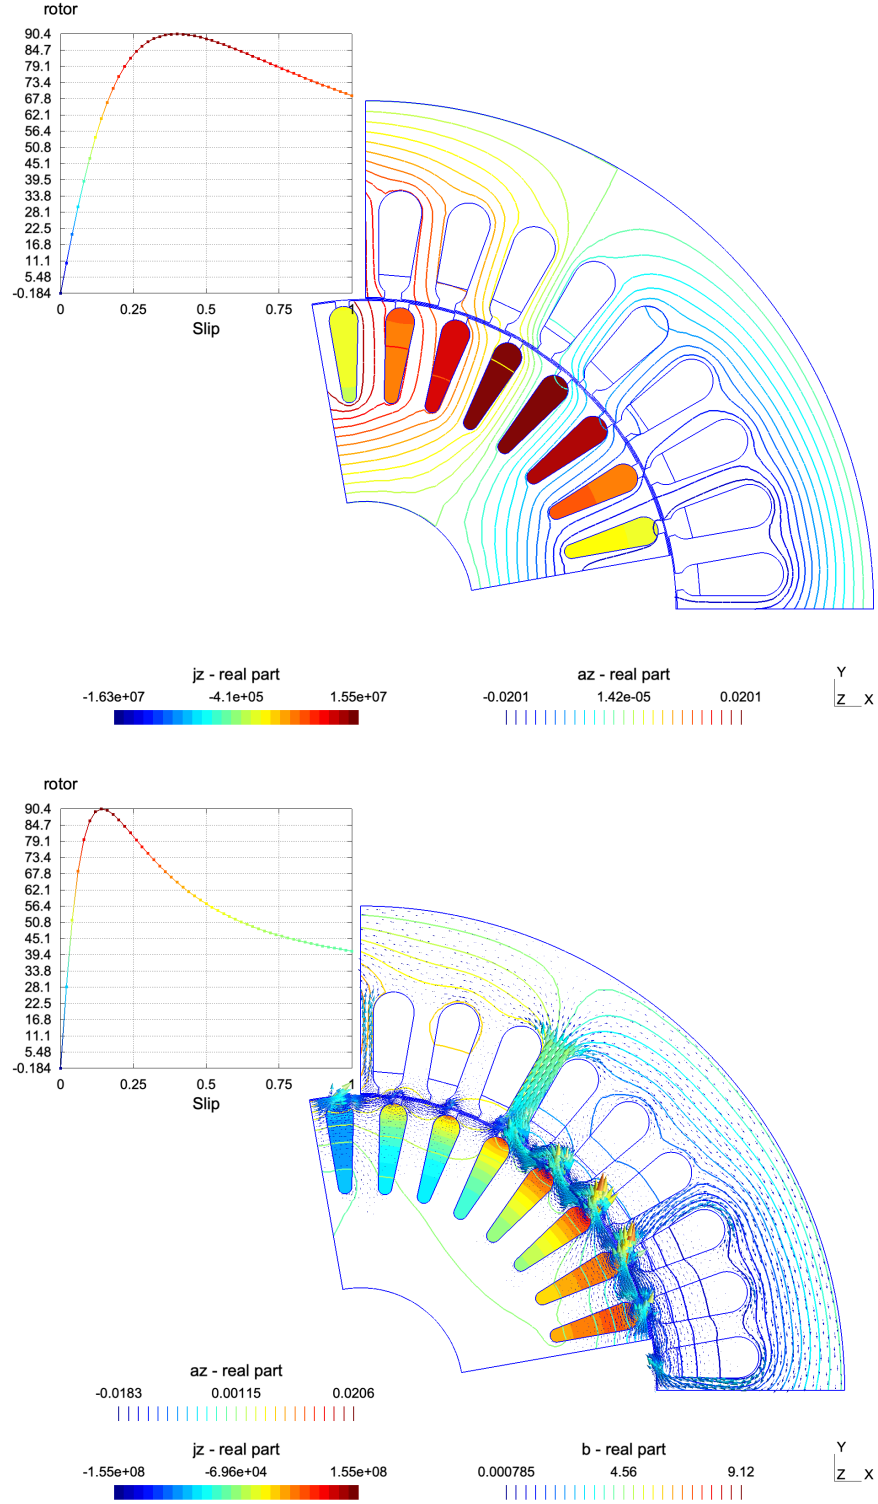 rotor
90.4
84.7
79.1
73.4
67.8
62.1
56.4
50.8
45.1
39.5
33.8
28.1
22.5
16.8
11.1
5.48
-0.184
0 0.25 0.5 0.75 1
Slip
jz - real part
-1.63e+07 -4.1e+05 1.55e+07
az - real part
-0.0201 1.42e-05 0.0201
Y
Z X
rotor
90.4
84.7
79.1
73.4
67.8
62.1
56.4
50.8
45.1
39.4
33.8
28.1
22.5
16.8
11.1
5.48
-0.184
0 0.25 0.5 0.75 1
Slip
az - real part
-0.0183 0.00115 0.0206
jz - real part
-1.55e+08 -6.96e+04 1.55e+08
b - real part
0.000785 4.56 9.12
Y
Z X